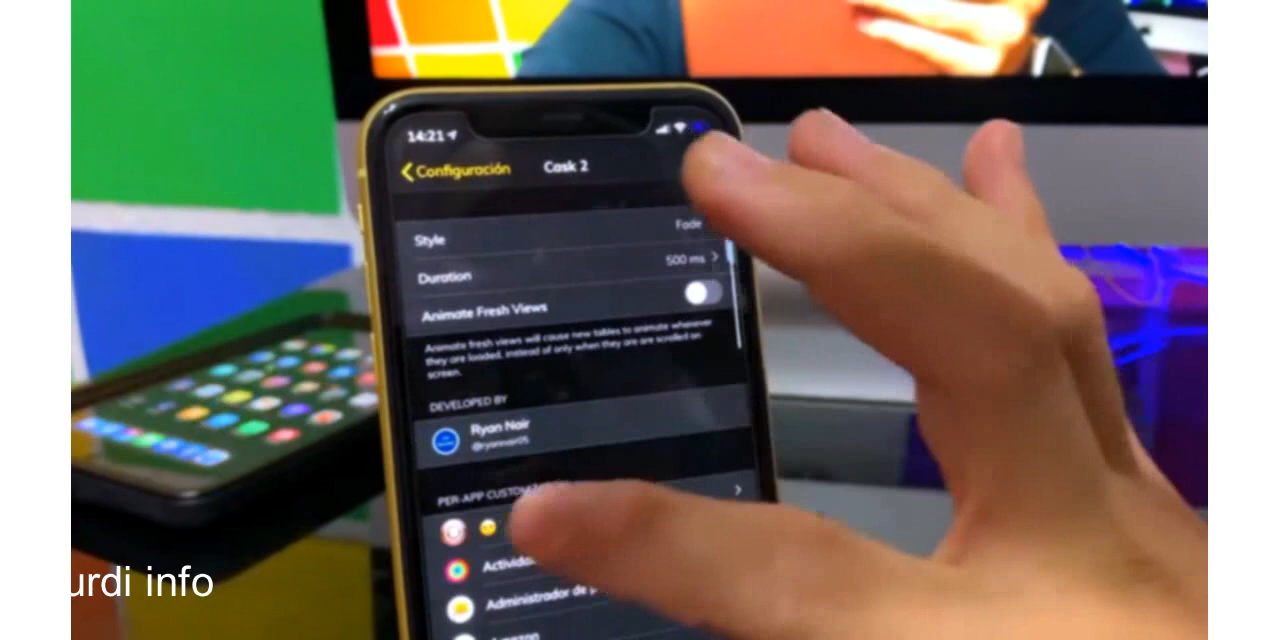 14:21
Configuración
Cask 2
Style
Fade
Duration
500 ms
Animate Fresh Views
Animate fresh views will cause new tables to animate whenever
they are loaded, instead of only when they are are scrolled on
screen.
DEVELOPED BY
Ryan Noir
PER-APP
Administrador de
urdi info